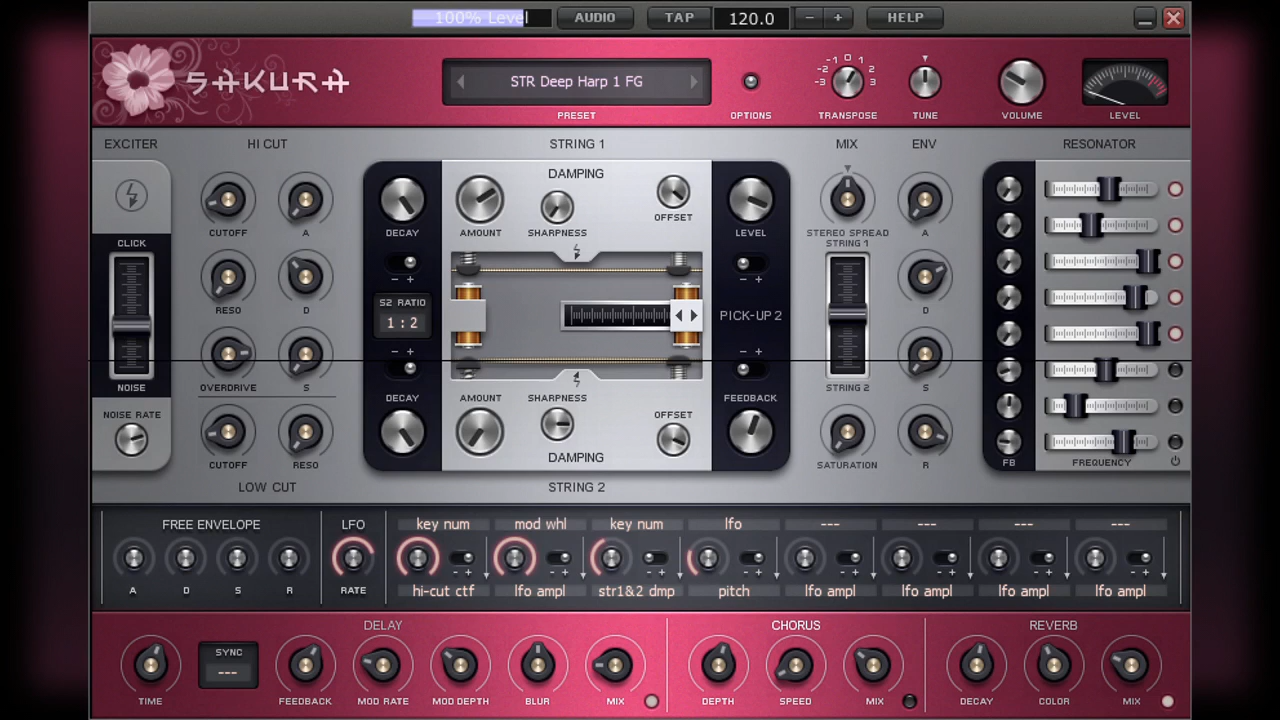 100% Level AUDIO TAP 120.0 − + HELP
SAKURA
STR Deep Harp 1 FG
PRESET OPTIONS TRANSPOSE TUNE VOLUME LEVEL
-3 -2 -1 0 1 2 3
EXCITER HI CUT STRING 1 MIX ENV RESONATOR
DAMPING
OFFSET
CUTOFF A DECAY AMOUNT SHARPNESS LEVEL STEREO SPREAD A
CLICK STRING 1
− + − +
S2 RATIO
1 : 2
RESO D PICK-UP 2 D
− + − +
NOISE OVERDRIVE S STRING 2 S
DECAY AMOUNT SHARPNESS FEEDBACK
NOISE RATE OFFSET
CUTOFF RESO DAMPING SATURATION R FB FREQUENCY
LOW CUT STRING 2
FREE ENVELOPE LFO key num mod whl key num lfo --- --- --- ---
- + - + - + - + - + - + - + - +
A D S R RATE hi-cut ctf lfo ampl str1&2 dmp pitch lfo ampl lfo ampl lfo ampl lfo ampl
DELAY CHORUS REVERB
SYNC
---
TIME FEEDBACK MOD RATE MOD DEPTH BLUR MIX DEPTH SPEED MIX DECAY COLOR MIX